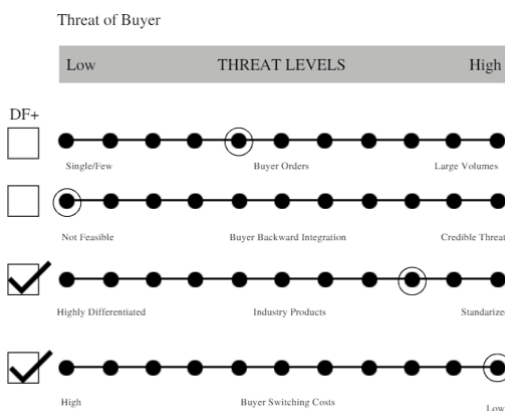 Threat of Buyer
Low THREAT LEVELS High
DF+
Single/Few Buyer Orders Large Volumes
Not Feasible Buyer Backward Integration Credible Threat
Highly Differentiated Industry Products Standarized
High Buyer Switching Costs Low